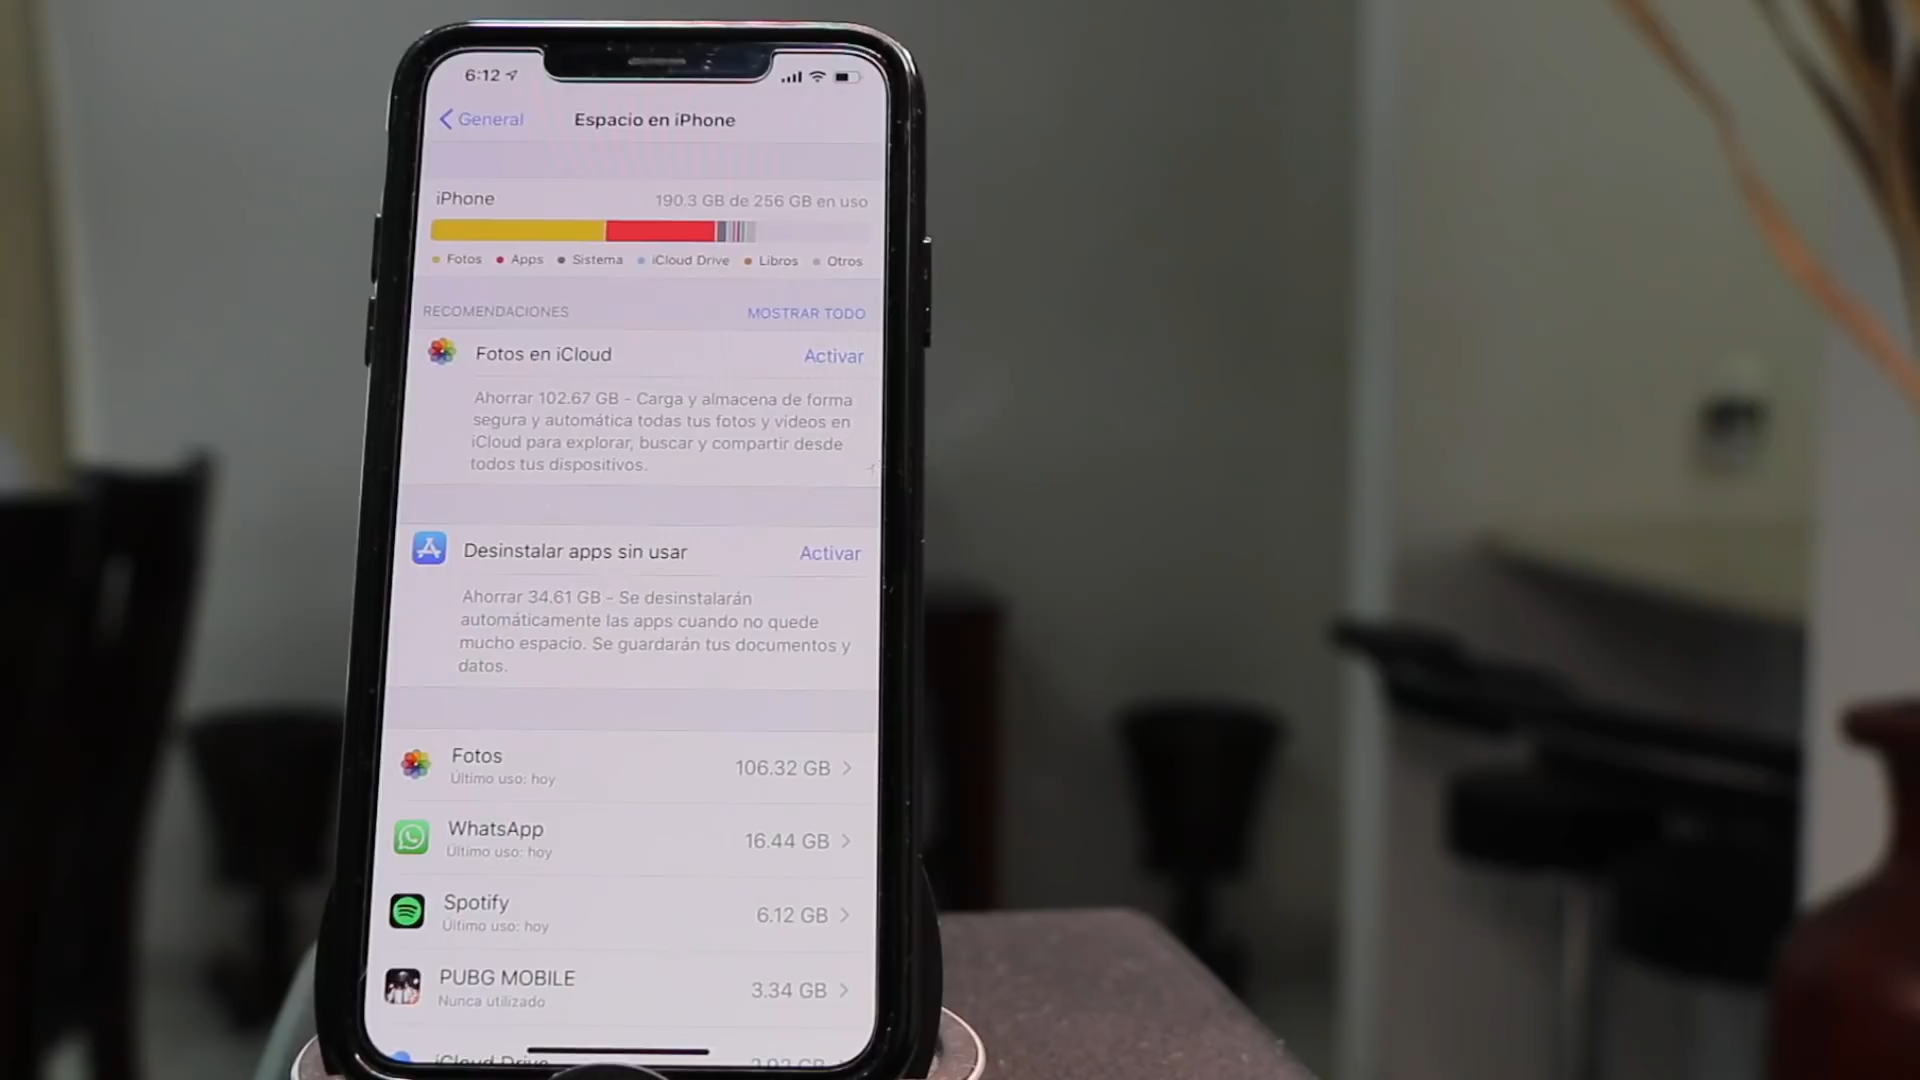 6:12
General
Espacio en iPhone
iPhone
190.3 GB de 256 GB en uso
Fotos Apps Sistema iCloud Drive Libros Otros
RECOMENDACIONES
MOSTRAR TODO
Fotos en iCloud
Activar
Ahorrar 102.67 GB - Carga y almacena de forma
segura y automática todas tus fotos y videos en
iCloud para explorar, buscar y compartir desde
todos tus dispositivos.
Desinstalar apps sin usar
Activar
Ahorrar 34.61 GB - Se desinstalarán
automáticamente las apps cuando no quede
mucho espacio. Se guardarán tus documentos y
datos.
Fotos
Último uso: hoy
106.32 GB
WhatsApp
Último uso: hoy
16.44 GB
Spotify
Último uso: hoy
6.12 GB
PUBG MOBILE
Nunca utilizado
3.34 GB
iCloud Drive